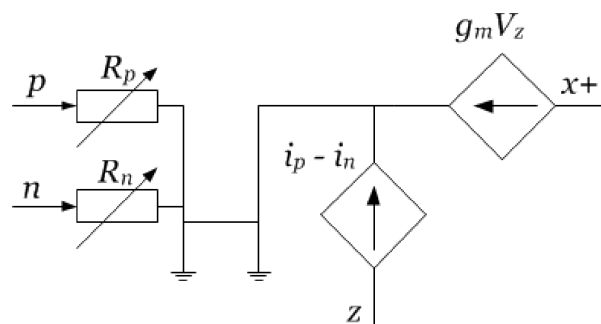 g_m V_z
p
R_p
x+
i_p - i_n
n
R_n
z